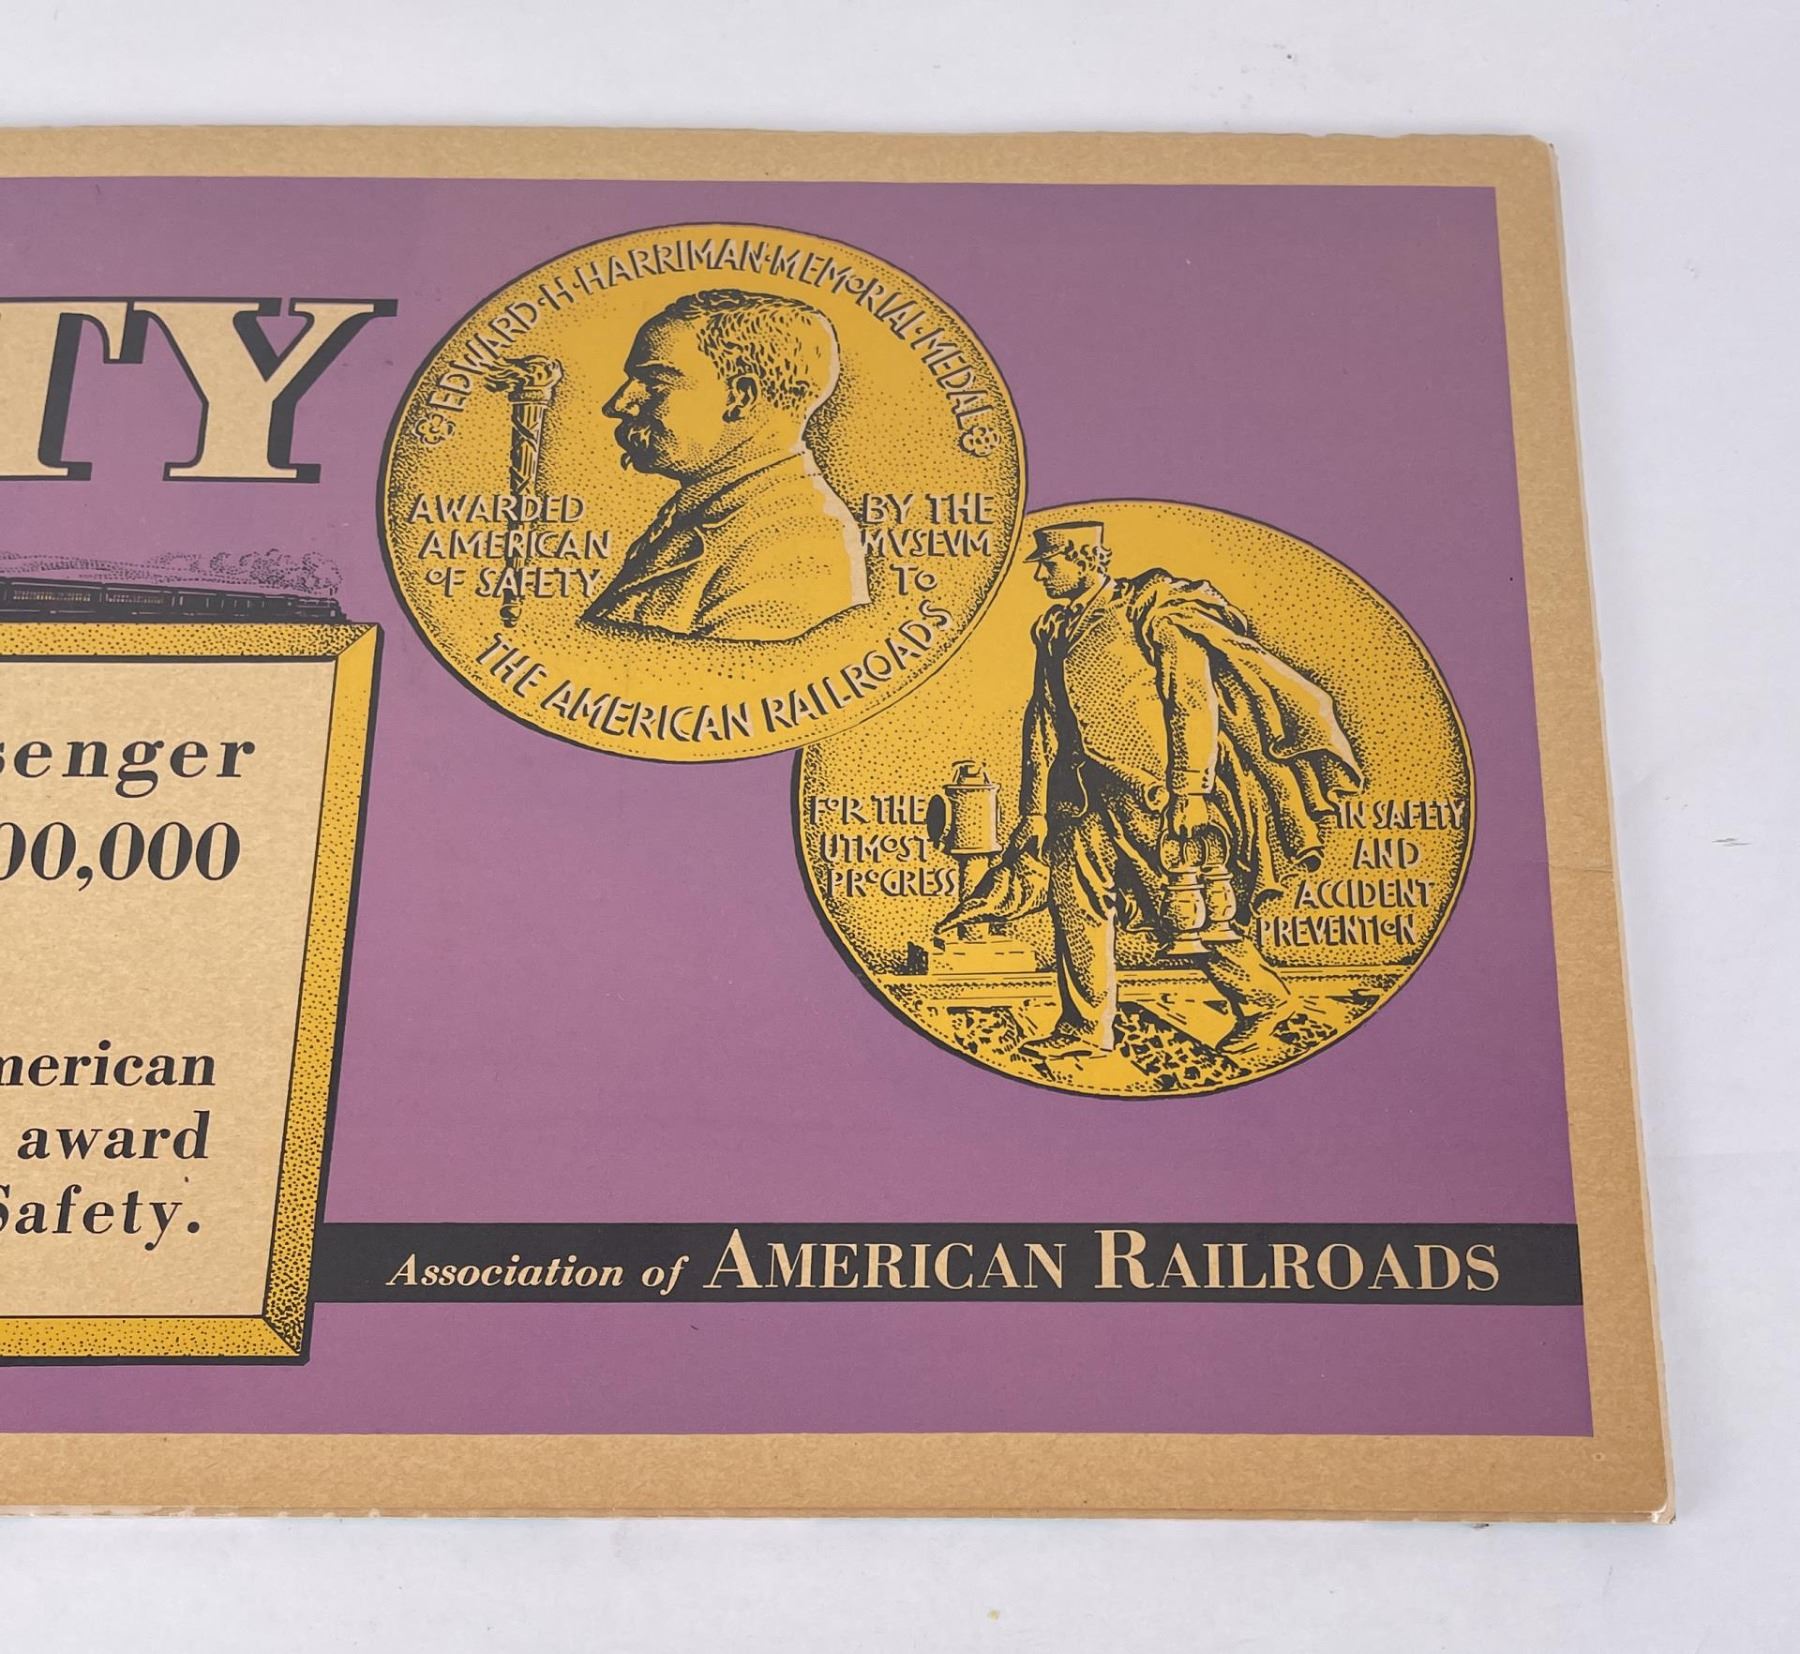 TY
EDWARD·H·HARRIMAN·MEMORIAL·MEDAL
AWARDED
AMERICAN
OF SAFETY
BY THE
MVSEVM
TO
THE AMERICAN RAILROADS
FOR THE
UTMOST
PROGRESS
IN SAFETY
AND
ACCIDENT
PREVENTION
senger
00,000
merican
award
Safety.
Association of AMERICAN RAILROADS